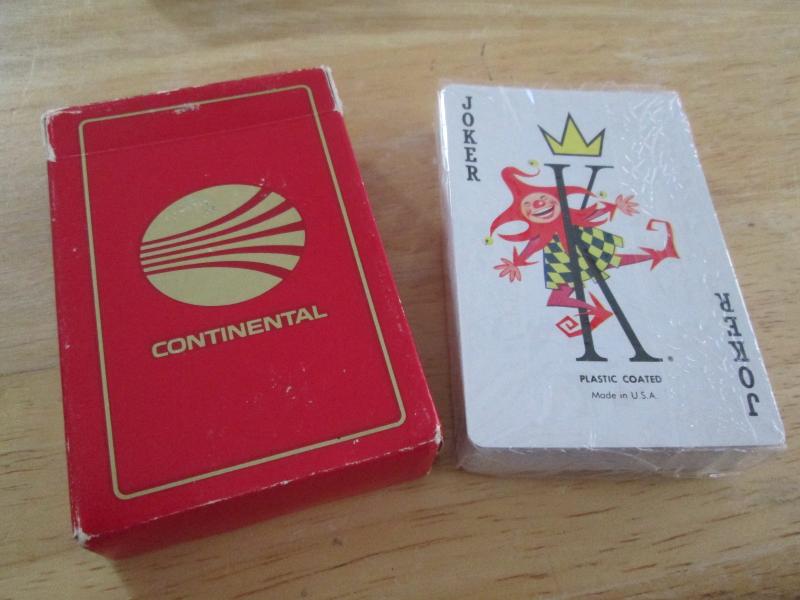 CONTINENTAL
JOKER
K
PLASTIC COATED
Made in U.S.A.
JOKER